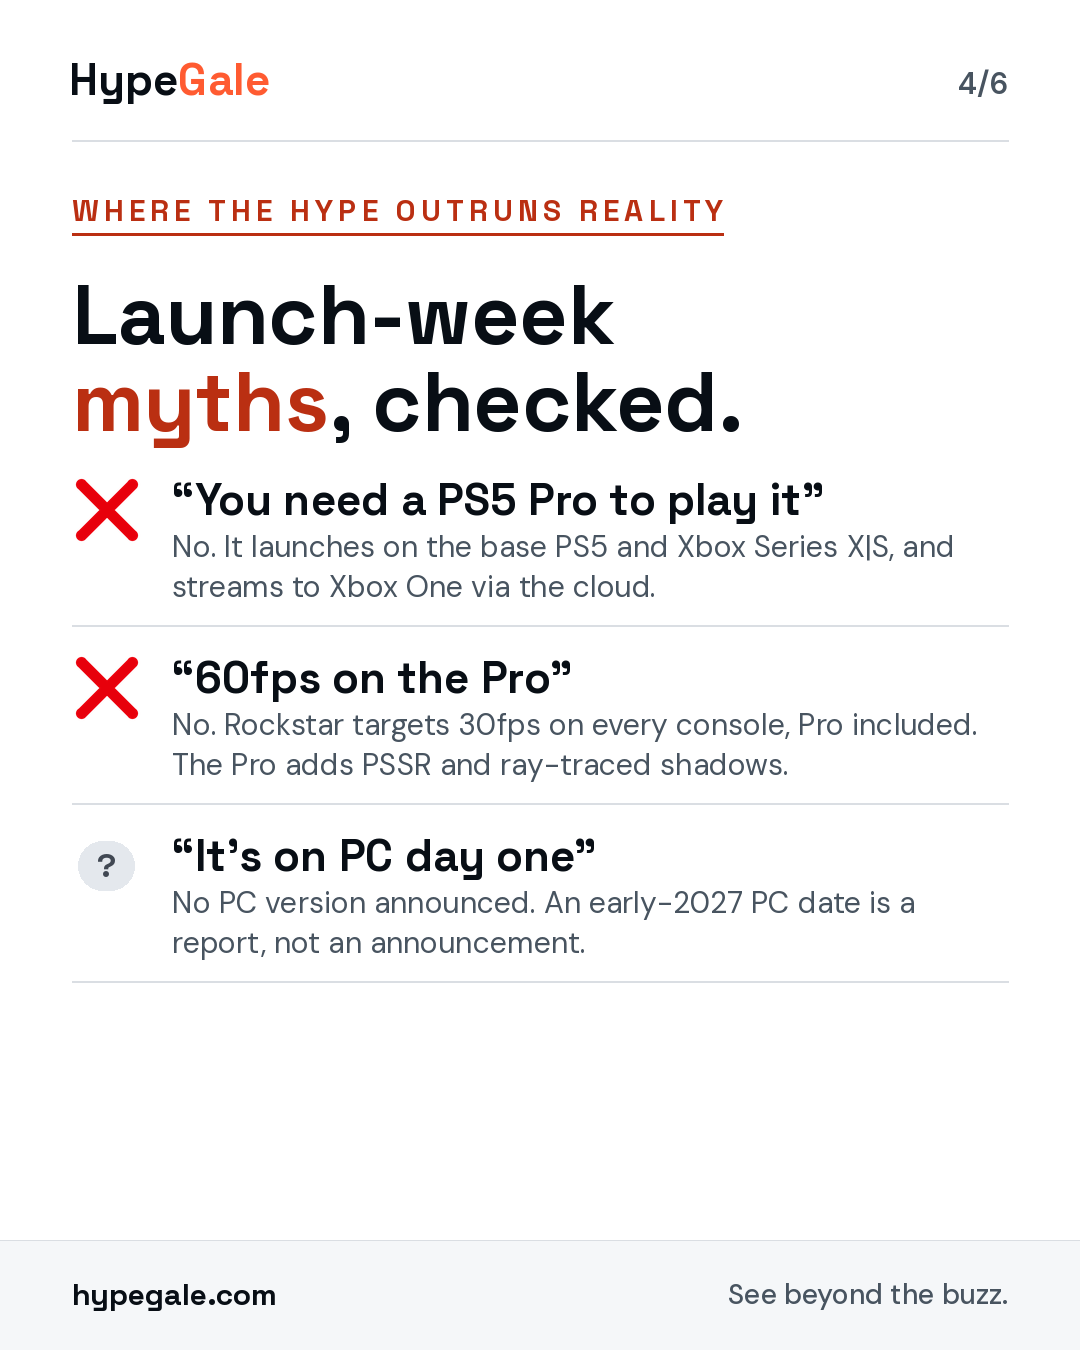 HypeGale
4/6
WHERE THE HYPE OUTRUNS REALITY
Launch-week
myths, checked.
“You need a PS5 Pro to play it”
No. It launches on the base PS5 and Xbox Series X|S, and
streams to Xbox One via the cloud.
“60fps on the Pro”
No. Rockstar targets 30fps on every console, Pro included.
The Pro adds PSSR and ray-traced shadows.
?
“It’s on PC day one”
No PC version announced. An early-2027 PC date is a
report, not an announcement.
hypegale.com
See beyond the buzz.